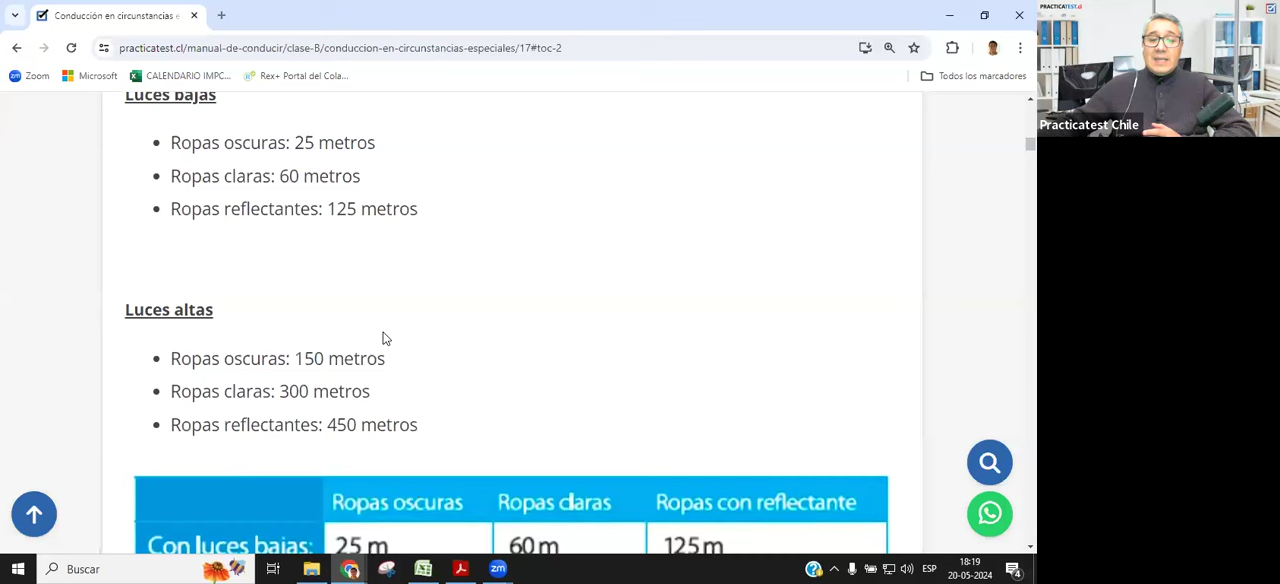 Conducción en circunstancias e
practicatest.cl/manual-de-conducir/clase-B/conduccion-en-circunstancias-especiales/17#toc-2
Zoom
Microsoft
CALENDARIO IMPC...
Rex+ Portal del Cola...
Todos los marcadores
PRACTICATEST.cl
Practicatest Chile
Luces bajas
• Ropas oscuras: 25 metros
• Ropas claras: 60 metros
• Ropas reflectantes: 125 metros
Luces altas
• Ropas oscuras: 150 metros
• Ropas claras: 300 metros
• Ropas reflectantes: 450 metros
Ropas oscuras Ropas claras Ropas con reflectante
Con luces bajas: 25 m 60 m 125 m
Buscar
zm
ESP
18:19
20-05-2024
4